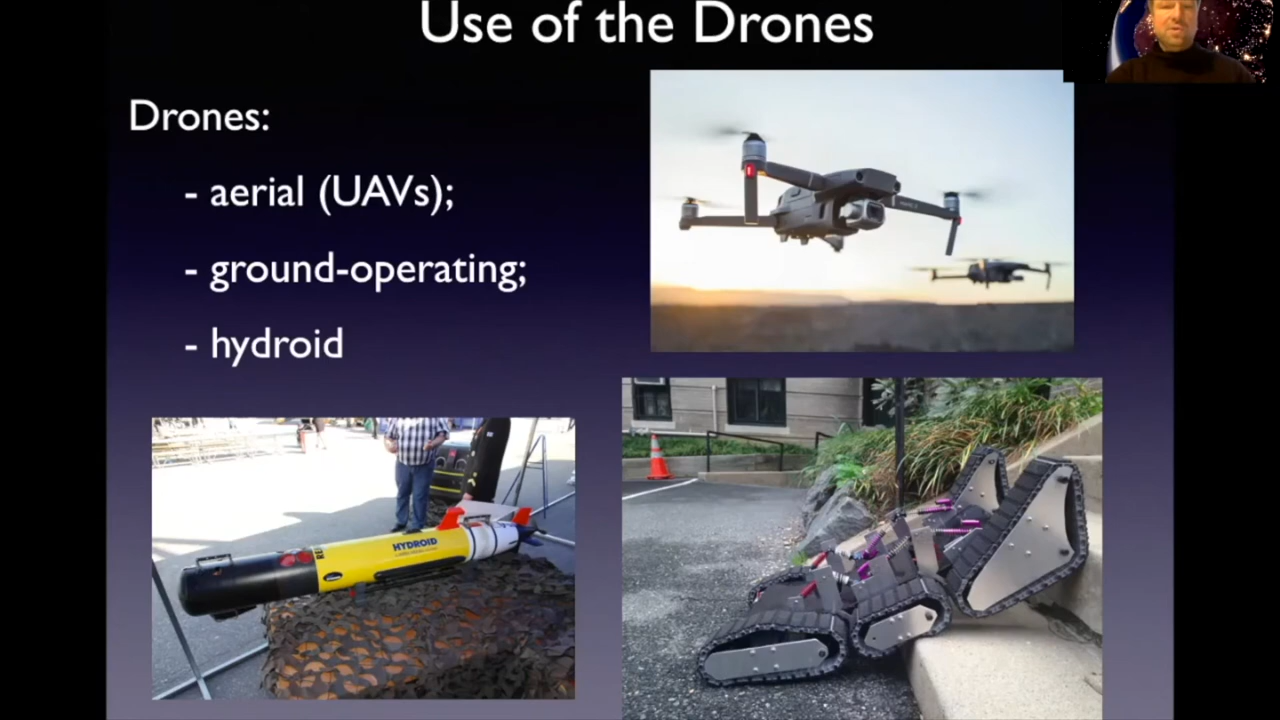 Use of the Drones
Drones:
- aerial (UAVs);
- ground-operating;
- hydroid
HYDROID